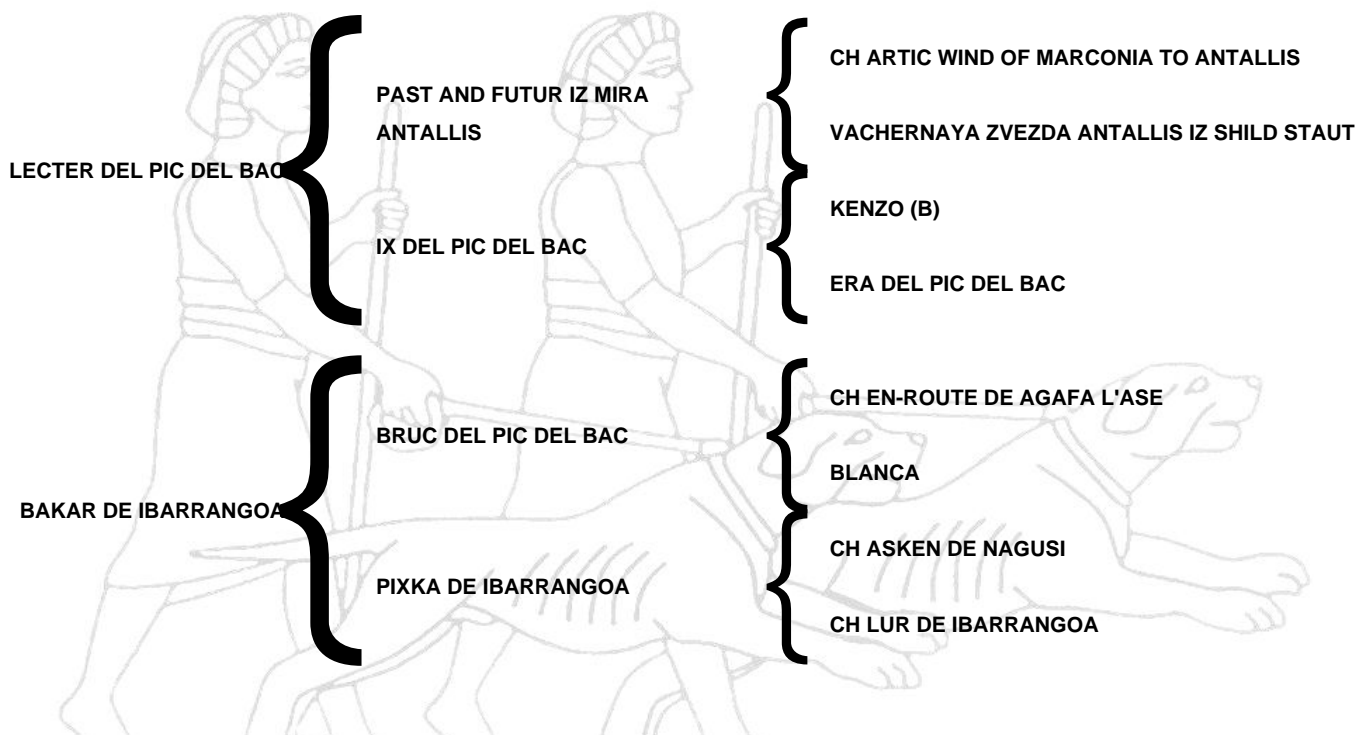 CH ARTIC WIND OF MARCONIA TO ANTALLIS
PAST AND FUTUR IZ MIRA
ANTALLIS
VACHERNAYA ZVEZDA ANTALLIS IZ SHILD STAUT
LECTER DEL PIC DEL BAC
KENZO (B)
IX DEL PIC DEL BAC
ERA DEL PIC DEL BAC
CH EN-ROUTE DE AGAFA L'ASE
BRUC DEL PIC DEL BAC
BLANCA
BAKAR DE IBARRANGOA
CH ASKEN DE NAGUSI
PIXKA DE IBARRANGOA
CH LUR DE IBARRANGOA